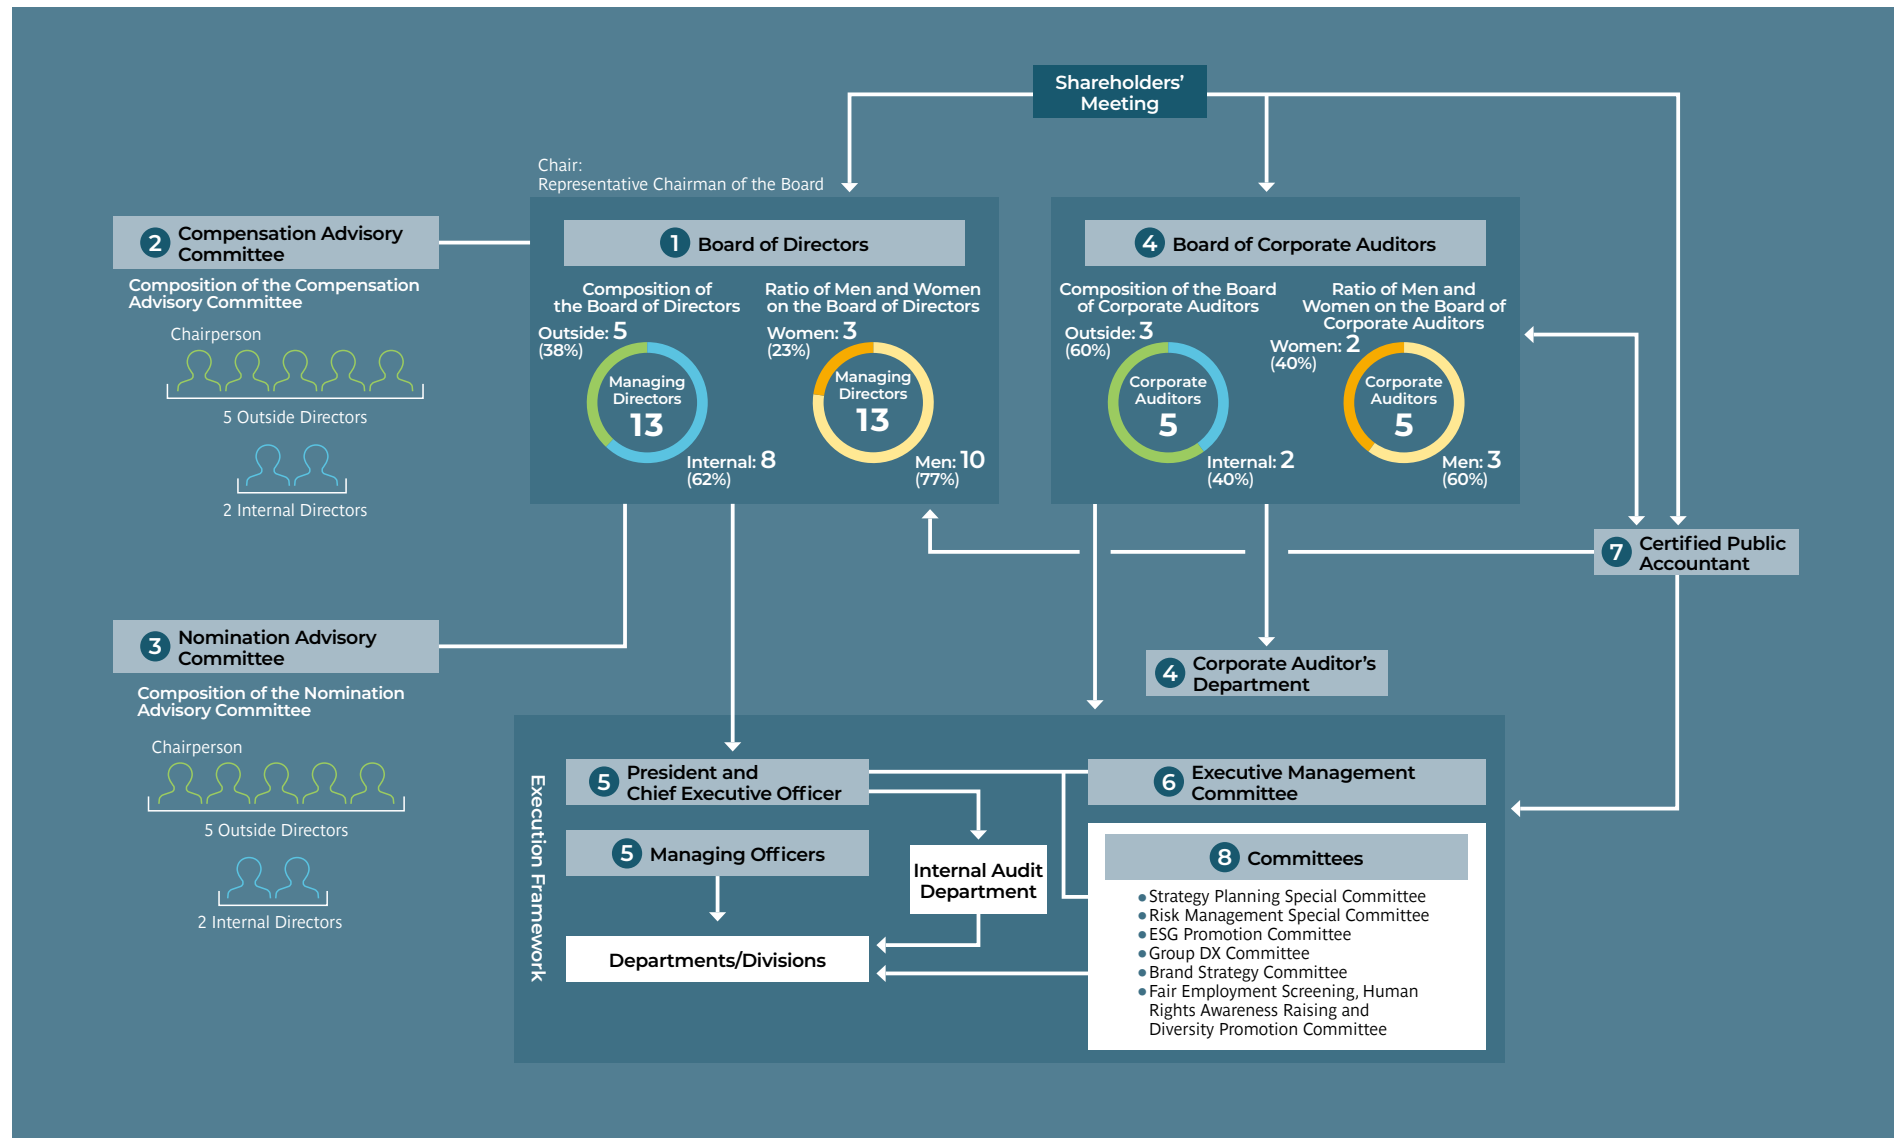 Shareholders’
Meeting
Chair:
Representative Chairman of the Board
2 Compensation Advisory
Committee
Composition of the Compensation
Advisory Committee
Chairperson
5 Outside Directors
2 Internal Directors
1 Board of Directors
Composition of
the Board of Directors
Outside: 5
(38%)
Managing
Directors
13
Internal: 8
(62%)
Ratio of Men and Women
on the Board of Directors
Women: 3
(23%)
Managing
Directors
13
Men: 10
(77%)
4 Board of Corporate Auditors
Composition of the Board
of Corporate Auditors
Outside: 3
(60%)
Corporate
Auditors
5
Internal: 2
(40%)
Ratio of Men and
Women on the Board of
Corporate Auditors
Women: 2
(40%)
Corporate
Auditors
5
Men: 3
(60%)
7 Certified Public
Accountant
3 Nomination Advisory
Committee
Composition of the Nomination
Advisory Committee
Chairperson
5 Outside Directors
2 Internal Directors
4 Corporate Auditor’s
Department
Execution Framework
5 President and
Chief Executive Officer
5 Managing Officers
Departments/Divisions
Internal Audit
Department
6 Executive Management
Committee
8 Committees
● Strategy Planning Special Committee
● Risk Management Special Committee
● ESG Promotion Committee
● Group DX Committee
● Brand Strategy Committee
● Fair Employment Screening, Human
Rights Awareness Raising and
Diversity Promotion Committee